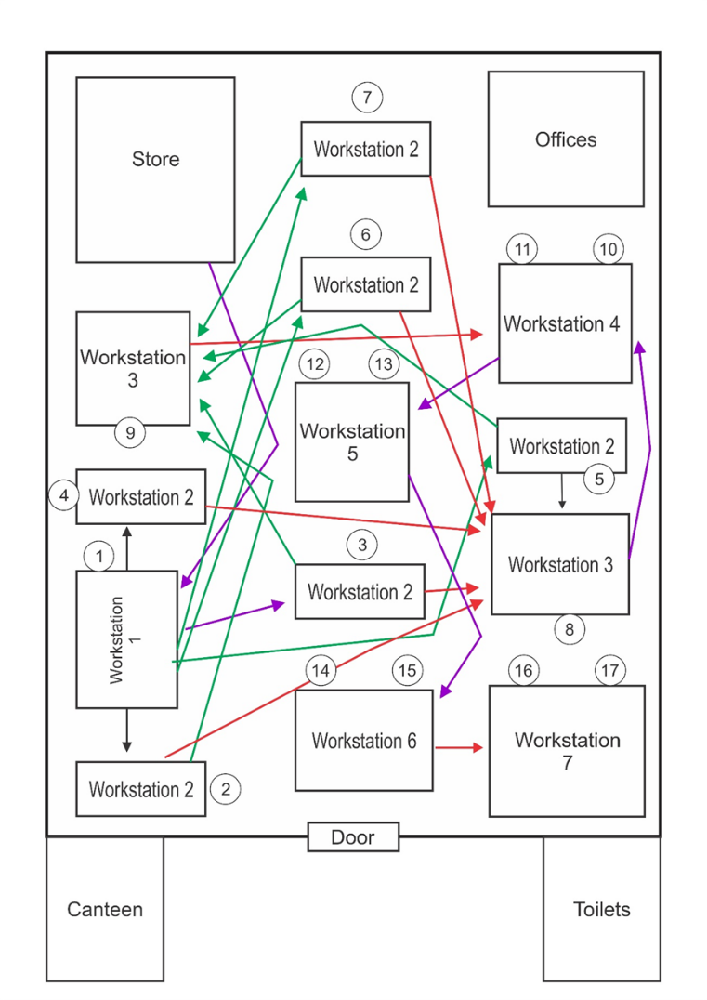 7
Store
Workstation 2
Offices
6
11
10
Workstation 2
Workstation 4
Workstation
3
12
13
9
Workstation
5
Workstation 2
5
4
Workstation 2
1
3
Workstation 3
Workstation
1
Workstation 2
8
14
15
16
17
Workstation 6
Workstation
7
Workstation 2
2
Door
Canteen
Toilets